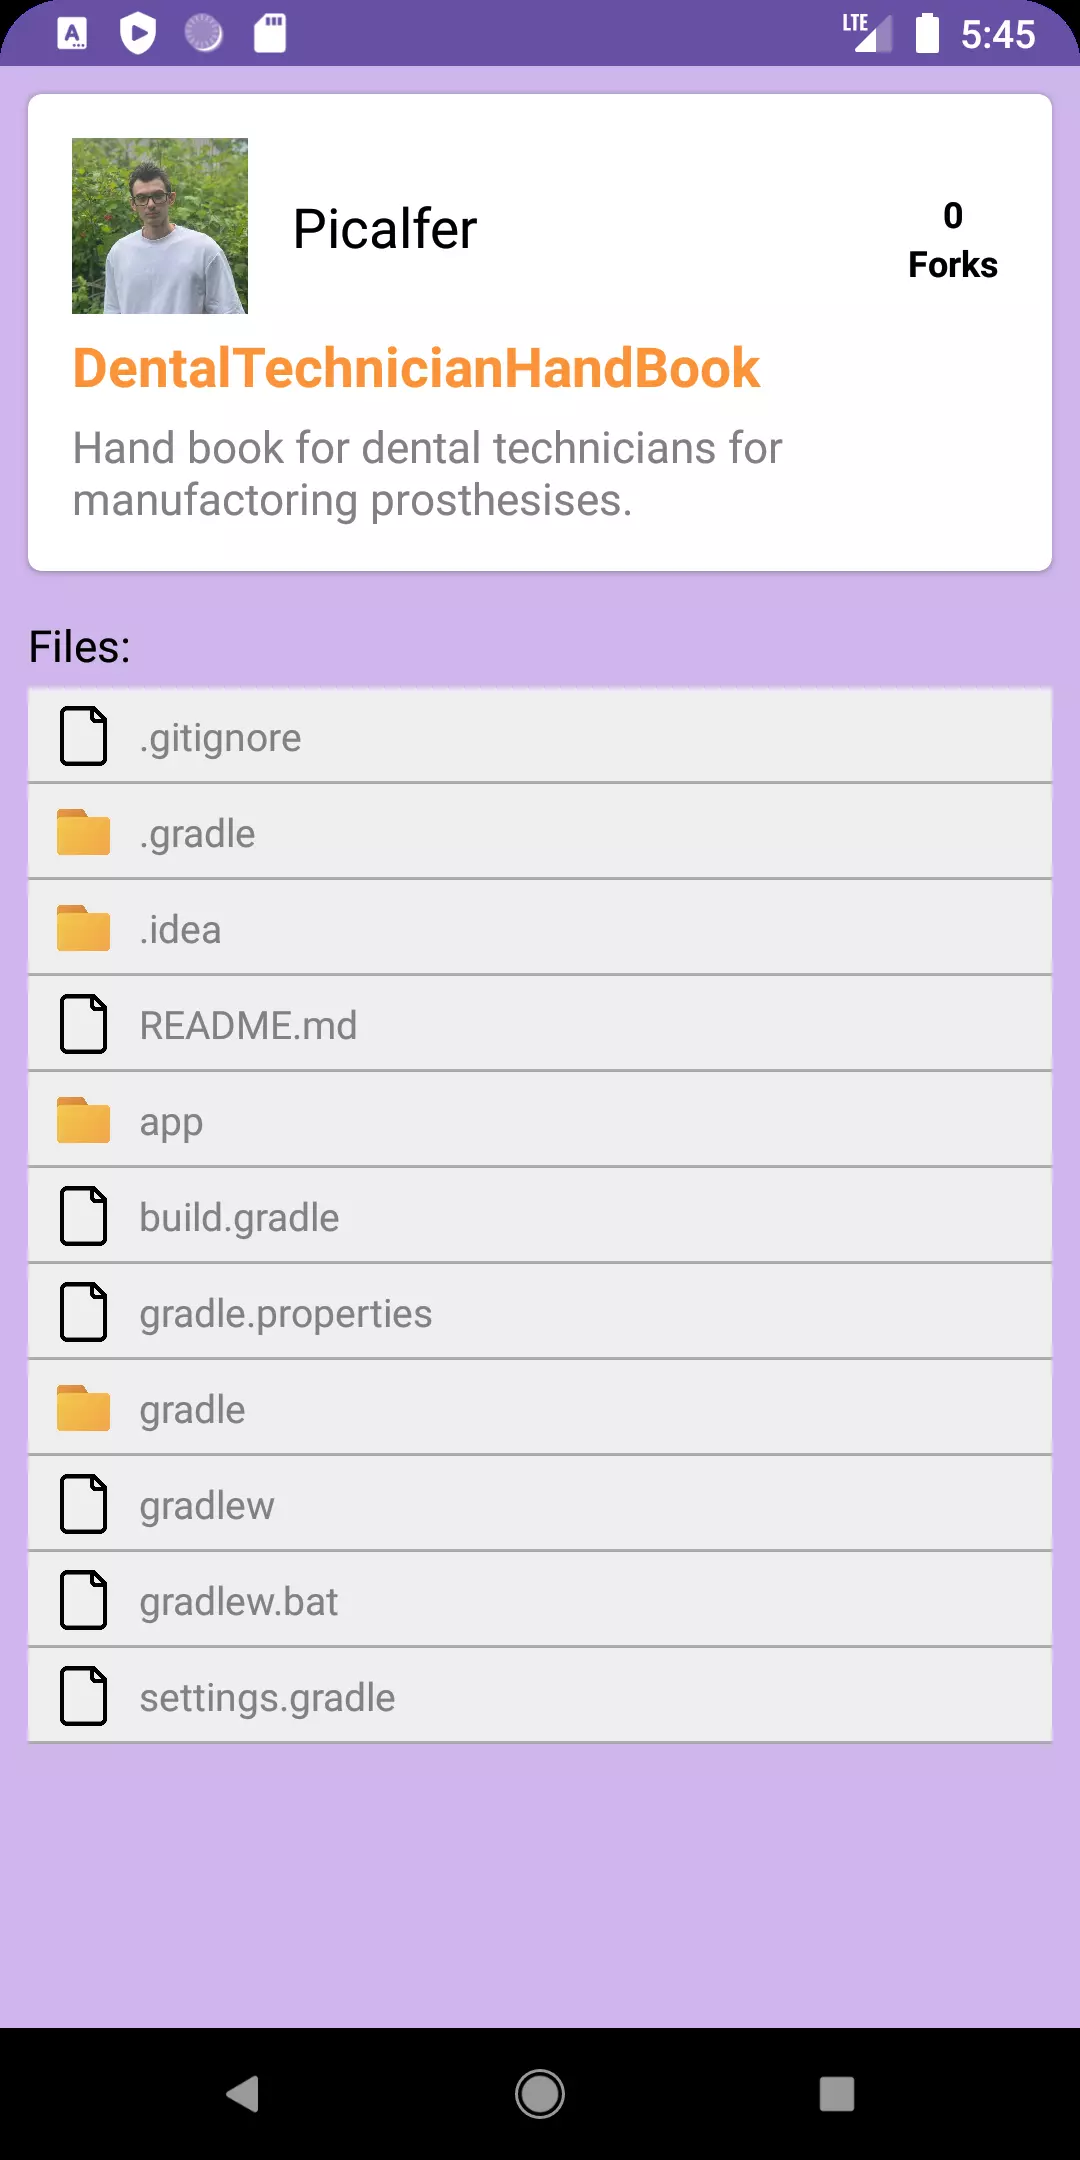 A
LTE
5:45
Picalfer
0
Forks
DentalTechnicianHandBook
Hand book for dental technicians for
manufactoring prosthesises.
Files:
.gitignore
.gradle
.idea
README.md
app
build.gradle
gradle.properties
gradle
gradlew
gradlew.bat
settings.gradle